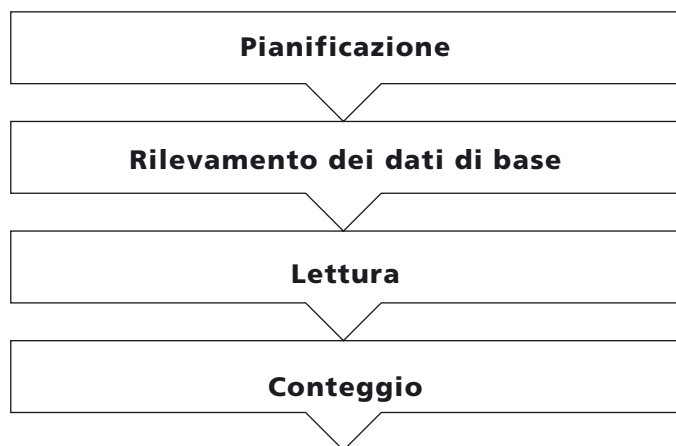 Pianificazione
Rilevamento dei dati di base
Lettura
Conteggio